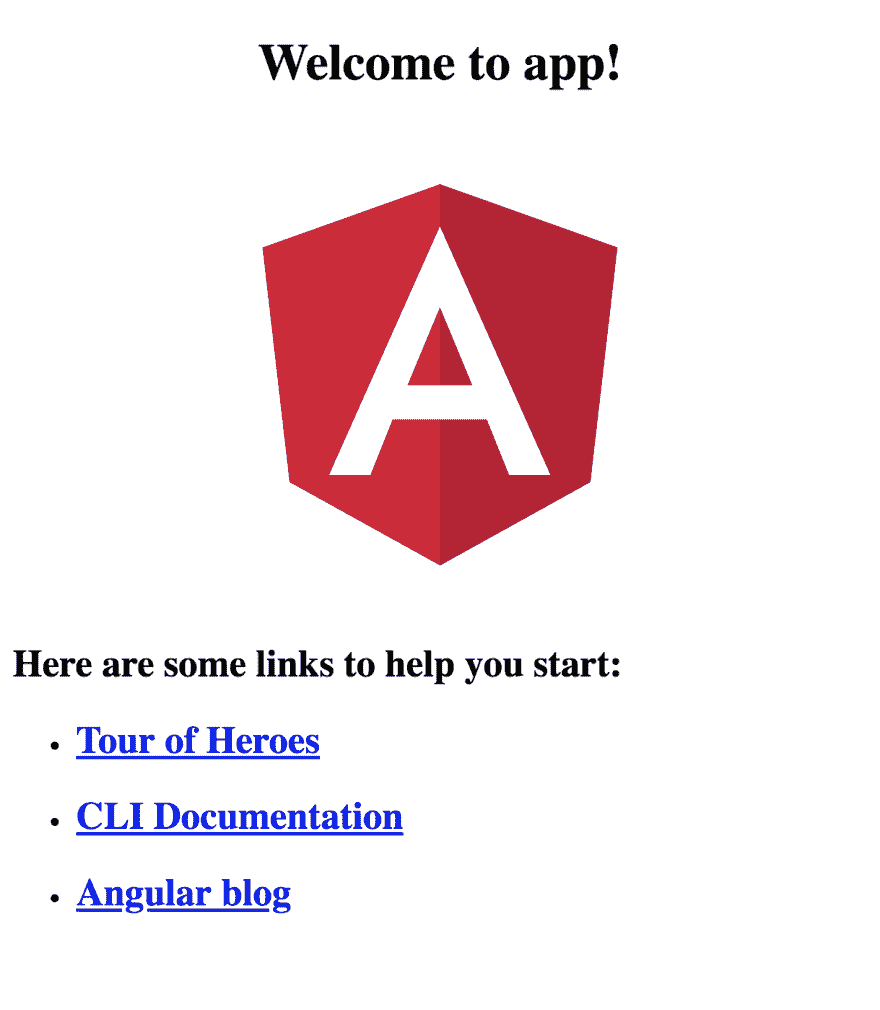 Welcome to app!
A
Here are some links to help you start:
Tour of Heroes
CLI Documentation
Angular blog